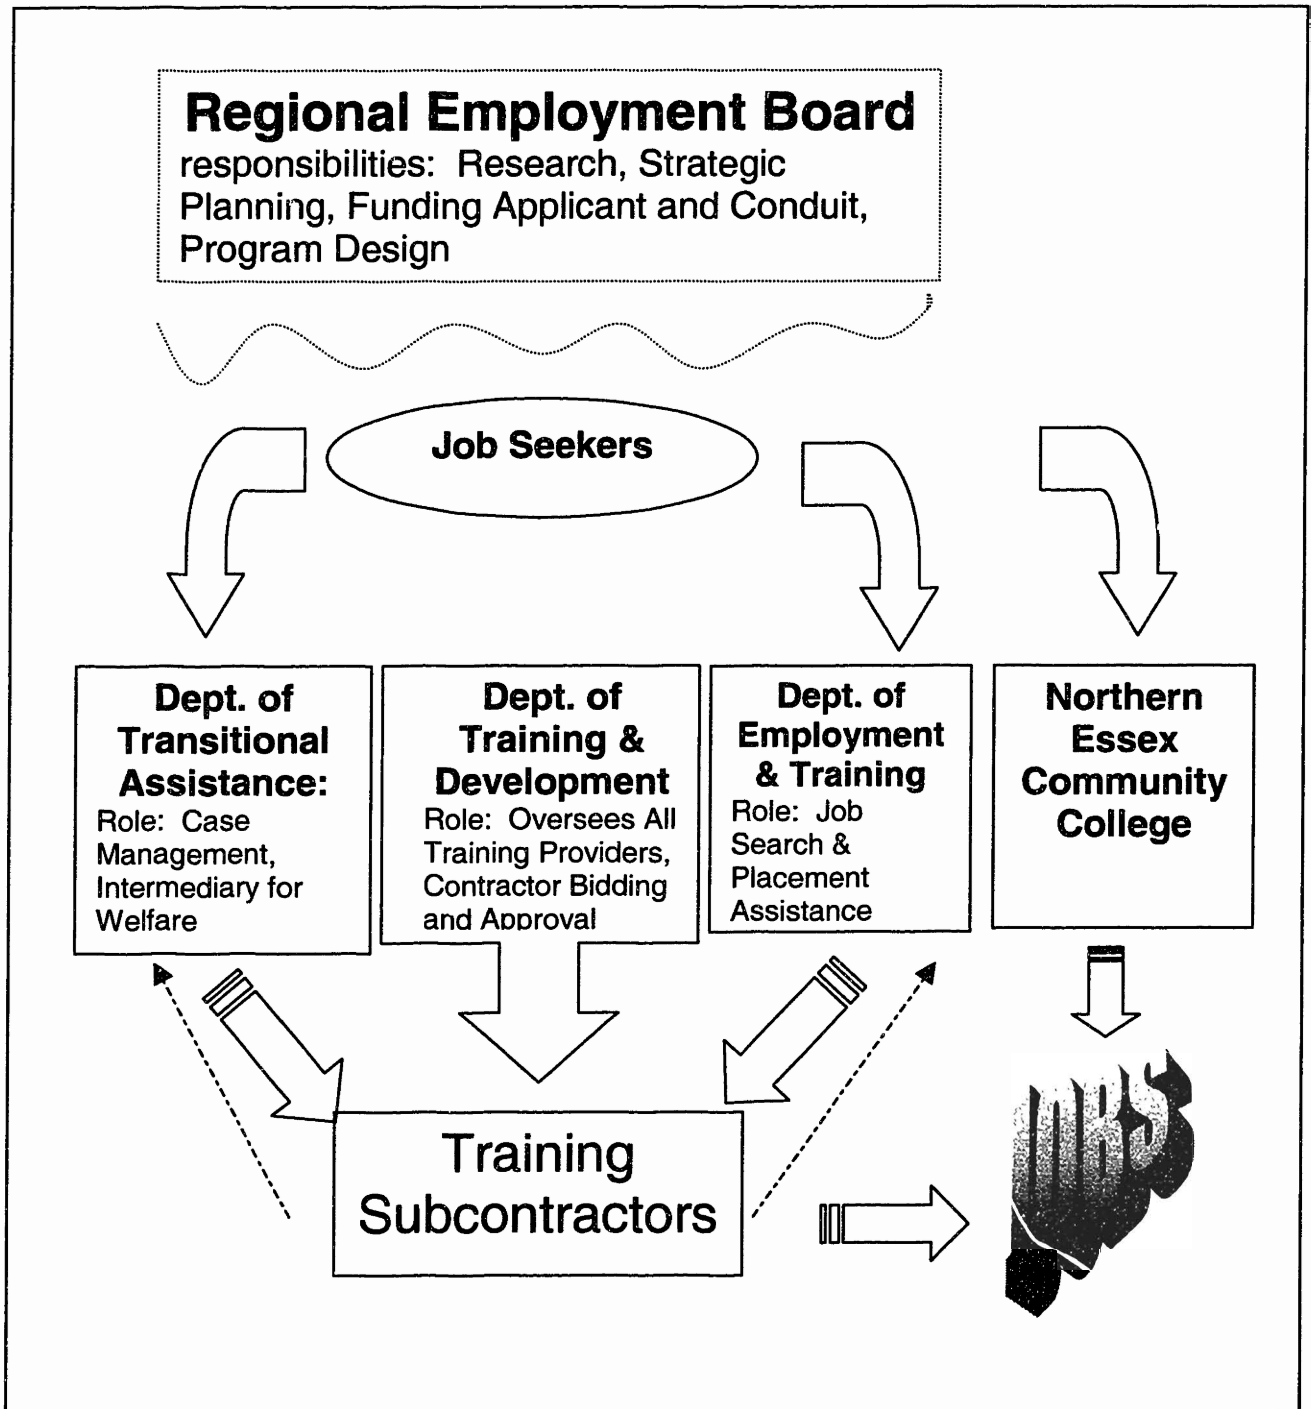 Regional Employment Board
responsibilities: Research, Strategic
Planning, Funding Applicant and Conduit,
Program Design
Job Seekers
Dept. of
Transitional
Assistance:
Role: Case
Management,
Intermediary for
Welfare
Dept. of
Training &
Development
Role: Oversees All
Training Providers,
Contractor Bidding
and Approval
Dept. of
Employment
& Training
Role: Job
Search &
Placement
Assistance
Northern
Essex
Community
College
Training
Subcontractors
JOBS